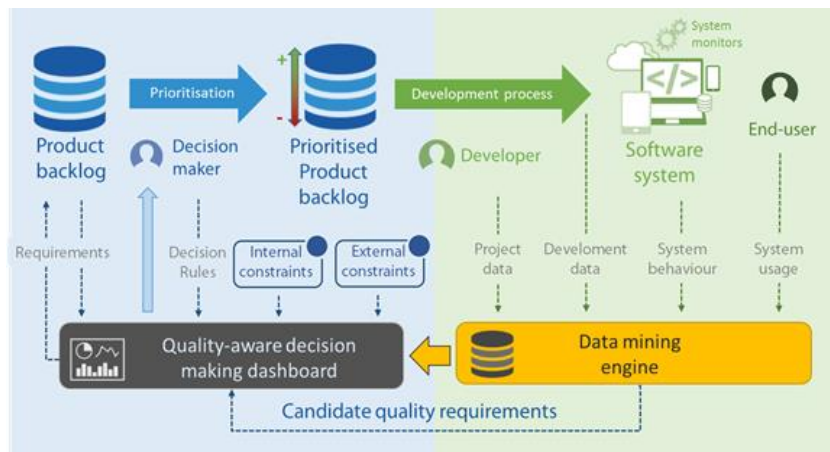 System
monitors
Prioritisation
Development process
</>
Product
backlog
Decision
maker
Prioritised
Product
backlog
Developer
Software
system
End-user
Requirements
Decision
Rules
Internal
constraints
External
constraints
Project
data
Develoment
data
System
behaviour
System
usage
Quality-aware decision
making dashboard
Data mining
engine
Candidate quality requirements